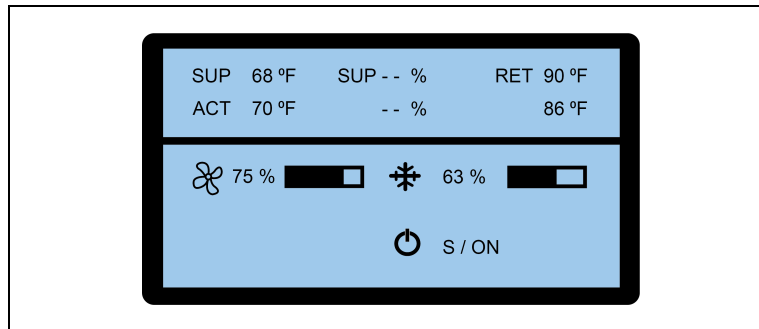 SUP 68 ºF SUP - - % RET 90 ºF
ACT 70 ºF - - % 86 ºF
75 % 63 %
S / ON